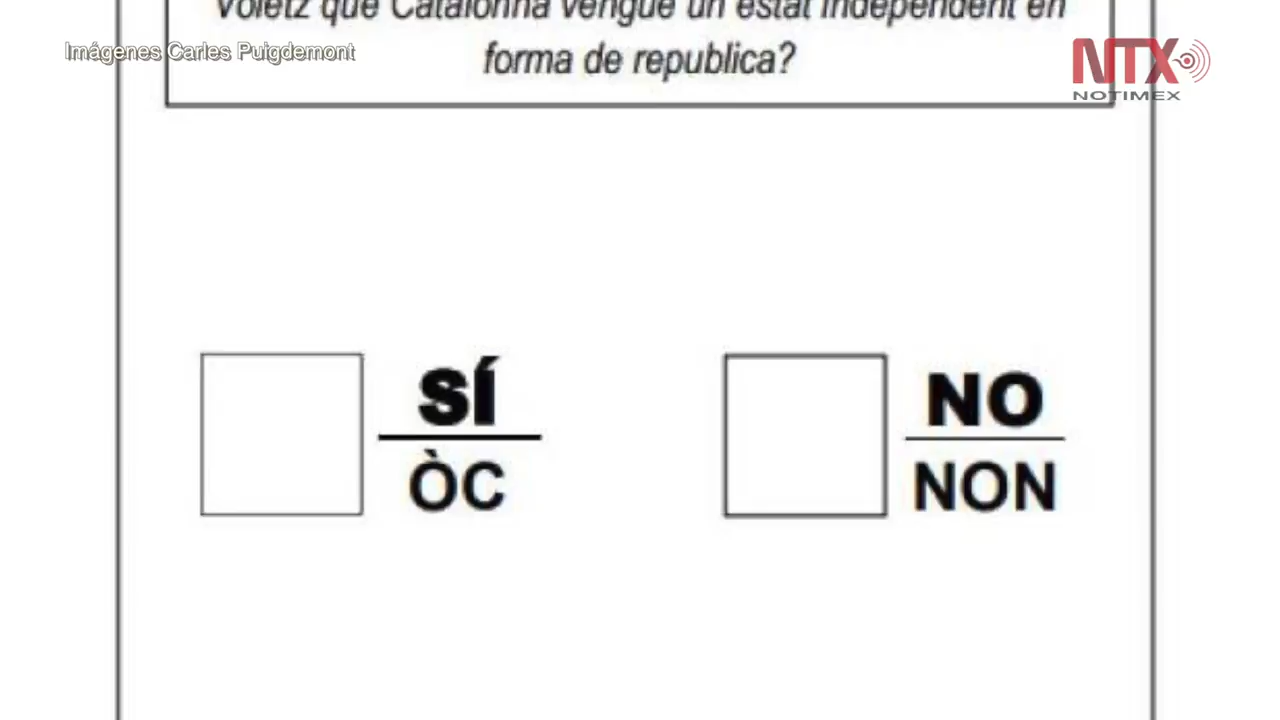 Voletz que Catalonha vengue un estat independent en
forma de republica?
Imágenes Carles Puigdemont
NTX
NOTIMEX
SÍ
ÒC
NO
NON